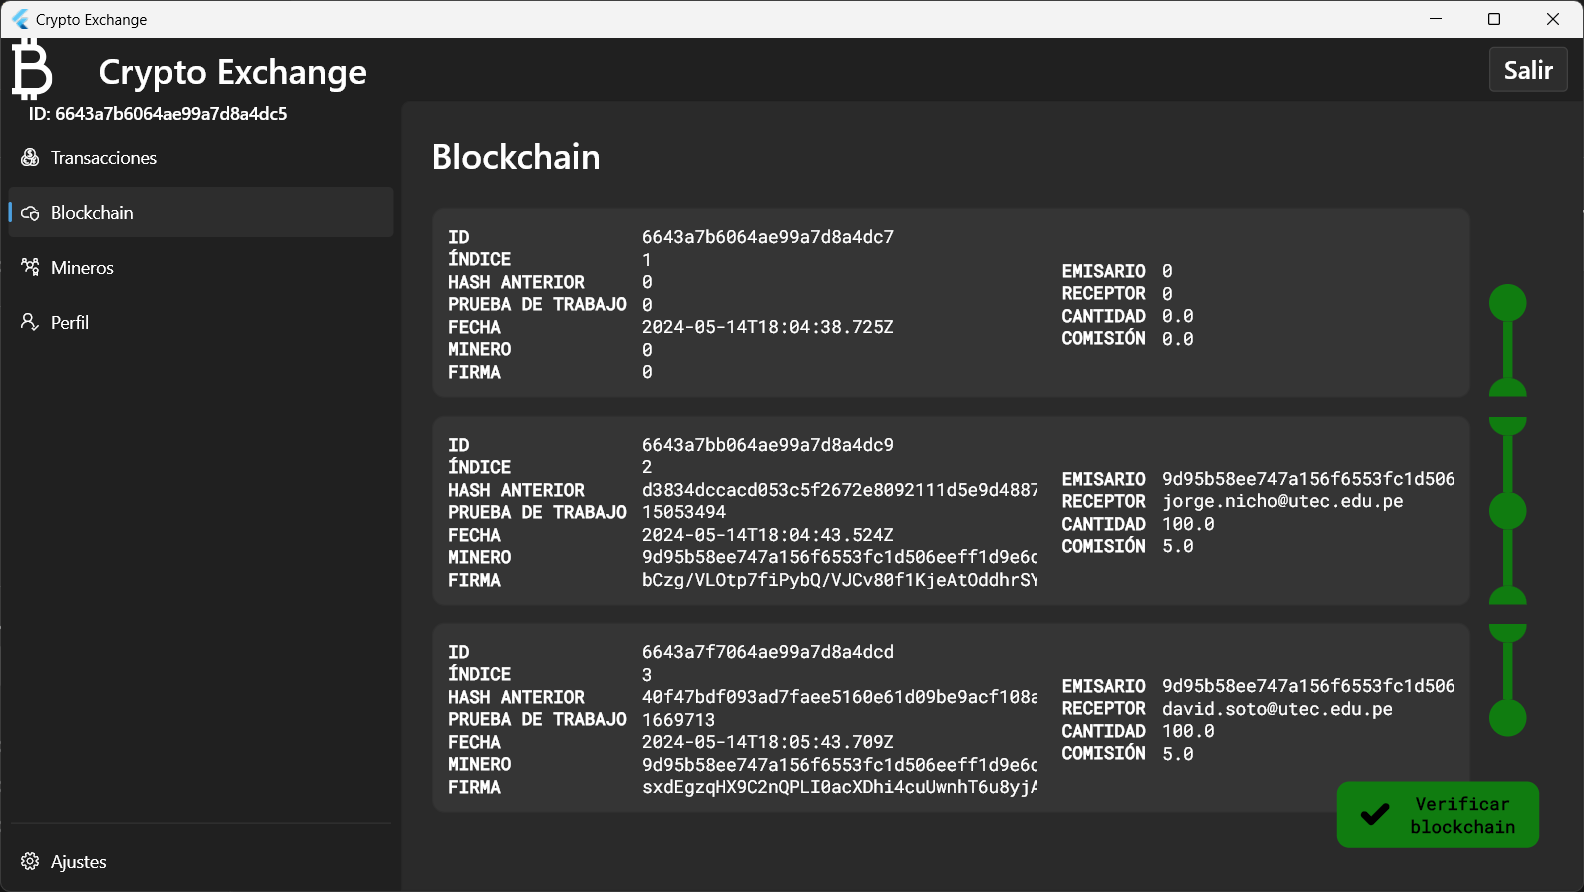 Crypto Exchange
Crypto Exchange
Salir
ID: 6643a7b6064ae99a7d8a4dc5
Transacciones
Blockchain
Mineros
Perfil
Ajustes
Blockchain
ID 6643a7b6064ae99a7d8a4dc7
ÍNDICE 1
HASH ANTERIOR 0
PRUEBA DE TRABAJO 0
FECHA 2024-05-14T18:04:38.725Z
MINERO 0
FIRMA 0
EMISARIO 0
RECEPTOR 0
CANTIDAD 0.0
COMISIÓN 0.0
ID 6643a7bb064ae99a7d8a4dc9
ÍNDICE 2
HASH ANTERIOR d3834dccacd053c5f2672e8092111d5e9d4887
PRUEBA DE TRABAJO 15053494
FECHA 2024-05-14T18:04:43.524Z
MINERO 9d95b58ee747a156f6553fc1d506eeff1d9e6c
FIRMA bCzg/VLOtp7fiPybQ/VJCv80f1KjeAtOddhrSY
EMISARIO 9d95b58ee747a156f6553fc1d506
RECEPTOR jorge.nicho@utec.edu.pe
CANTIDAD 100.0
COMISIÓN 5.0
ID 6643a7f7064ae99a7d8a4dcd
ÍNDICE 3
HASH ANTERIOR 40f47bdf093ad7faee5160e61d09be9acf108a
PRUEBA DE TRABAJO 1669713
FECHA 2024-05-14T18:05:43.709Z
MINERO 9d95b58ee747a156f6553fc1d506eeff1d9e6c
FIRMA sxdEgzqHX9C2nQPLI0acXDhi4cuUwnhT6u8yjA
EMISARIO 9d95b58ee747a156f6553fc1d506
RECEPTOR david.soto@utec.edu.pe
CANTIDAD 100.0
COMISIÓN 5.0
Verificar
blockchain